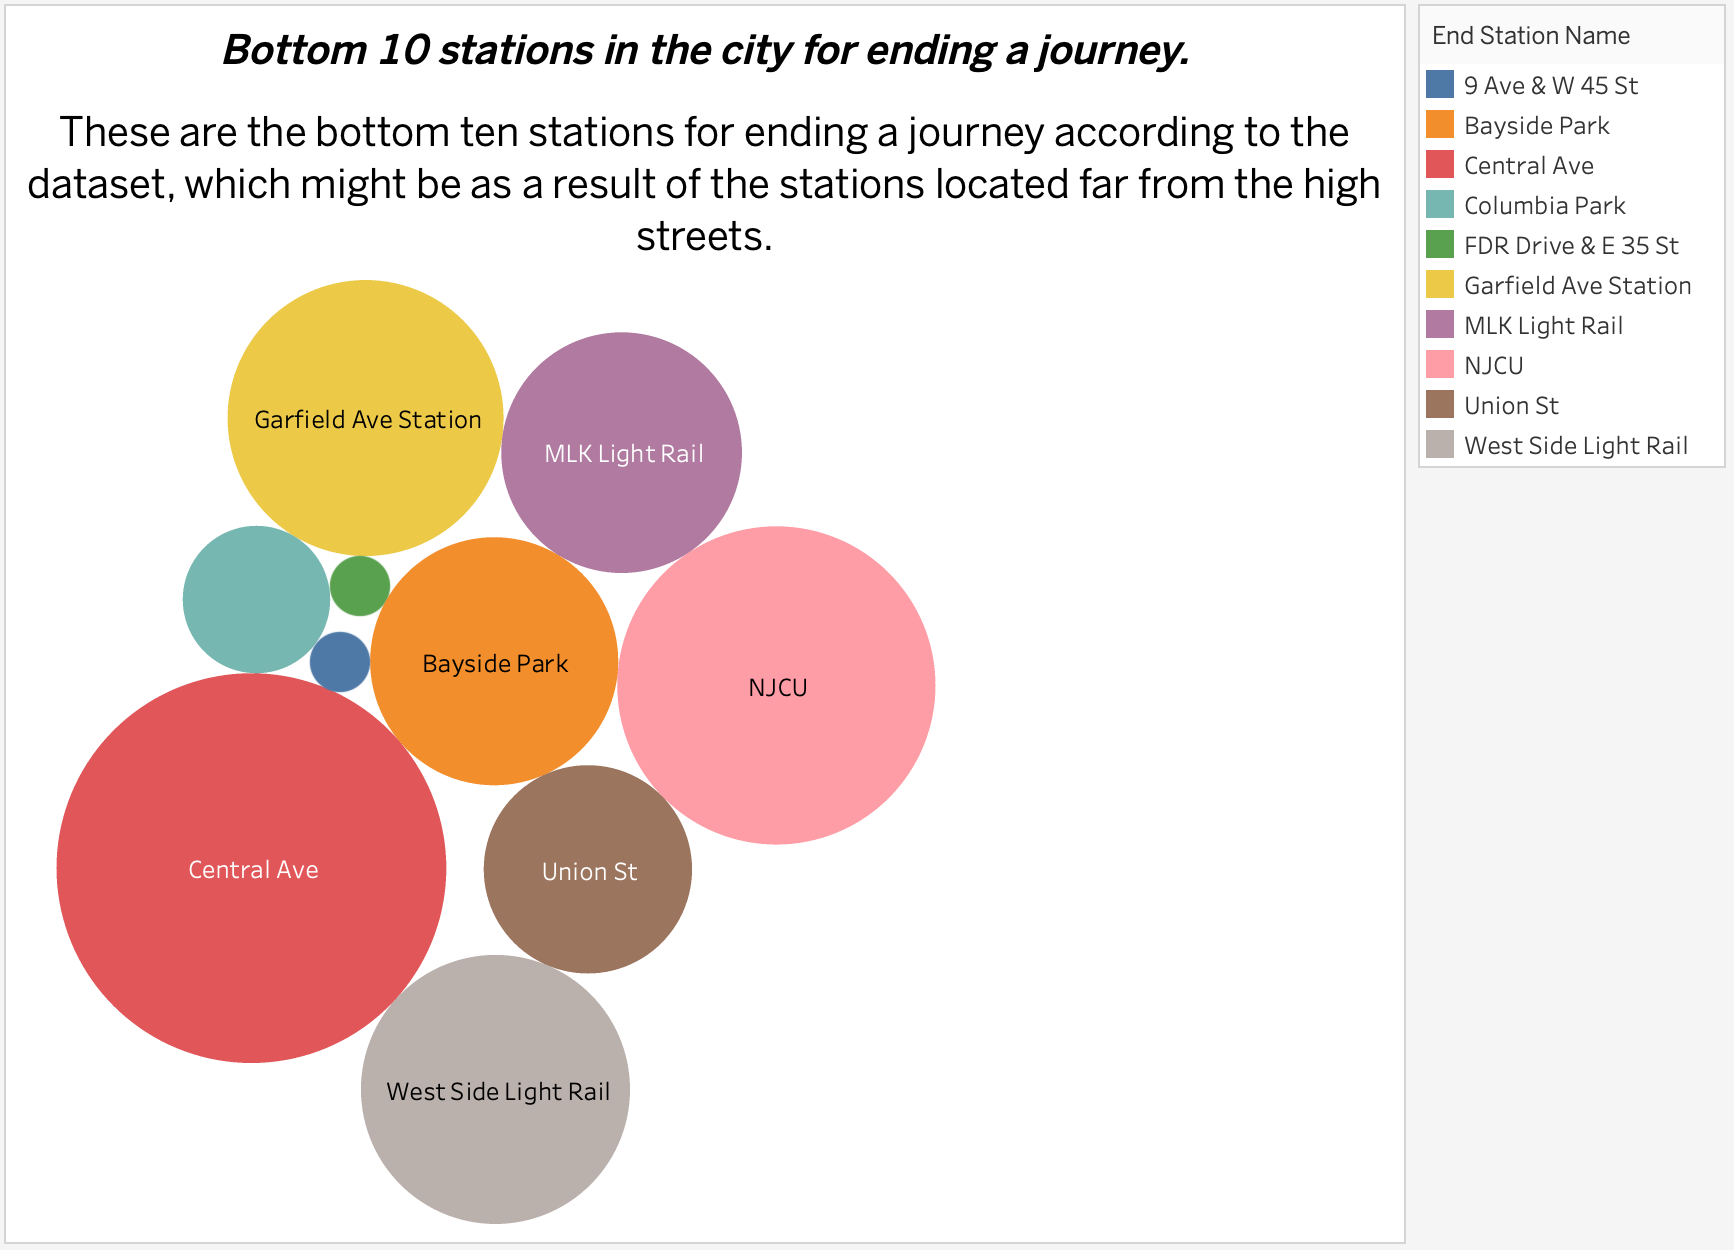 Bottom 10 stations in the city for ending a journey.
These are the bottom ten stations for ending a journey according to the
dataset, which might be as a result of the stations located far from the high
streets.
Garfield Ave Station
MLK Light Rail
Bayside Park
NJCU
Central Ave
Union St
West Side Light Rail
End Station Name
9 Ave & W 45 St
Bayside Park
Central Ave
Columbia Park
FDR Drive & E 35 St
Garfield Ave Station
MLK Light Rail
NJCU
Union St
West Side Light Rail